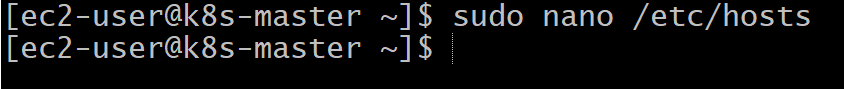 [ec2-user@k8s-master ~]$ sudo nano /etc/hosts
[ec2-user@k8s-master ~]$